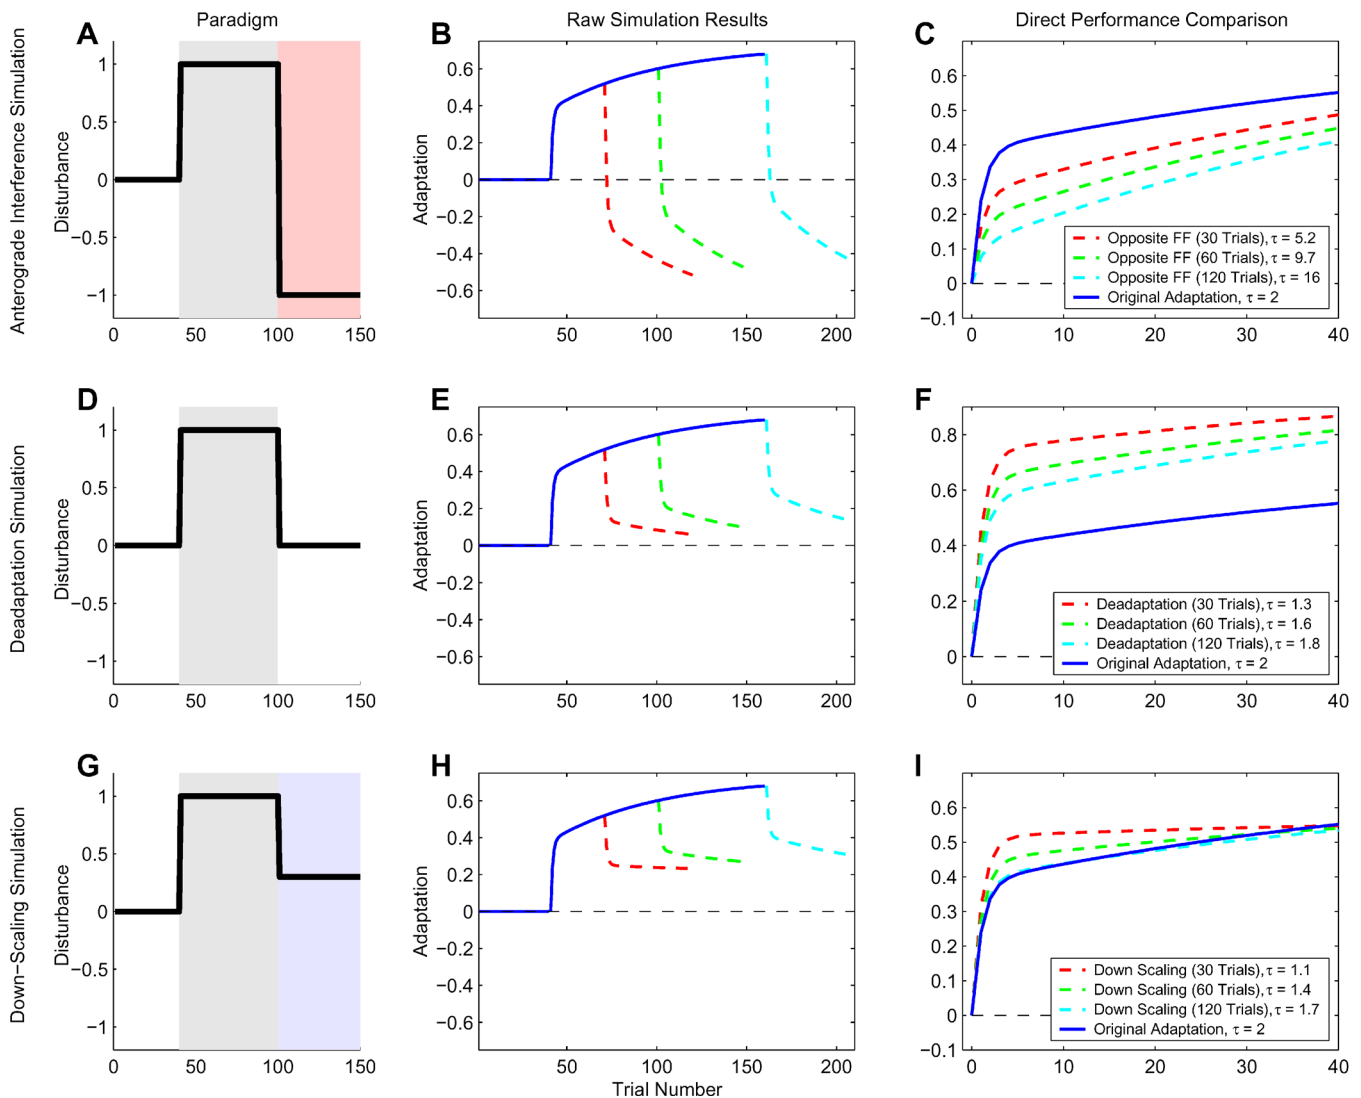 Paradigm
Raw Simulation Results
Direct Performance Comparison
Anterograde Interference Simulation
A
Disturbance
1
0.5
0
−0.5
−1
0 50 100 150
B
Adaptation
0.6
0.4
0.2
0
−0.2
−0.4
−0.6
50 100 150 200
C
0.6
0.5
0.4
0.3
0.2
0.1
0
−0.1
0 10 20 30 40
Opposite FF (30 Trials), τ = 5.2
Opposite FF (60 Trials), τ = 9.7
Opposite FF (120 Trials), τ = 16
Original Adaptation, τ = 2
Deadaptation Simulation
D
Disturbance
1
0.5
0
−0.5
−1
0 50 100 150
E
Adaptation
0.6
0.4
0.2
0
−0.2
−0.4
−0.6
50 100 150 200
F
0.8
0.6
0.4
0.2
0
0 10 20 30 40
Deadaptation (30 Trials), τ = 1.3
Deadaptation (60 Trials), τ = 1.6
Deadaptation (120 Trials), τ = 1.8
Original Adaptation, τ = 2
Down−Scaling Simulation
G
Disturbance
1
0.5
0
−0.5
−1
0 50 100 150
H
Adaptation
0.6
0.4
0.2
0
−0.2
−0.4
−0.6
50 100 150 200
Trial Number
I
0.6
0.5
0.4
0.3
0.2
0.1
0
−0.1
0 10 20 30 40
Down Scaling (30 Trials), τ = 1.1
Down Scaling (60 Trials), τ = 1.4
Down Scaling (120 Trials), τ = 1.7
Original Adaptation, τ = 2